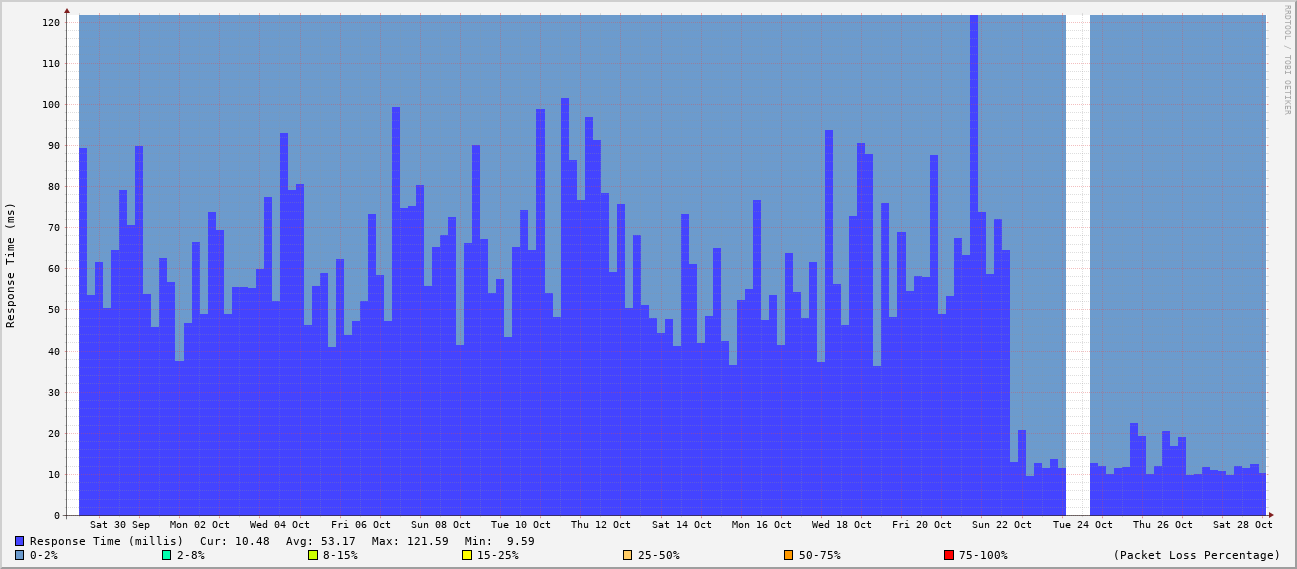 RRDTOOL / TOBI OETIKER
Response Time (ms)
120
110
100
90
80
70
60
50
40
30
20
10
0
Sat 30 Sep Mon 02 Oct Wed 04 Oct Fri 06 Oct Sun 08 Oct Tue 10 Oct Thu 12 Oct Sat 14 Oct Mon 16 Oct Wed 18 Oct Fri 20 Oct Sun 22 Oct Tue 24 Oct Thu 26 Oct Sat 28 Oct
Response Time (millis) Cur: 10.48 Avg: 53.17 Max: 121.59 Min: 9.59
0-2% 2-8% 8-15% 15-25% 25-50% 50-75% 75-100% (Packet Loss Percentage)